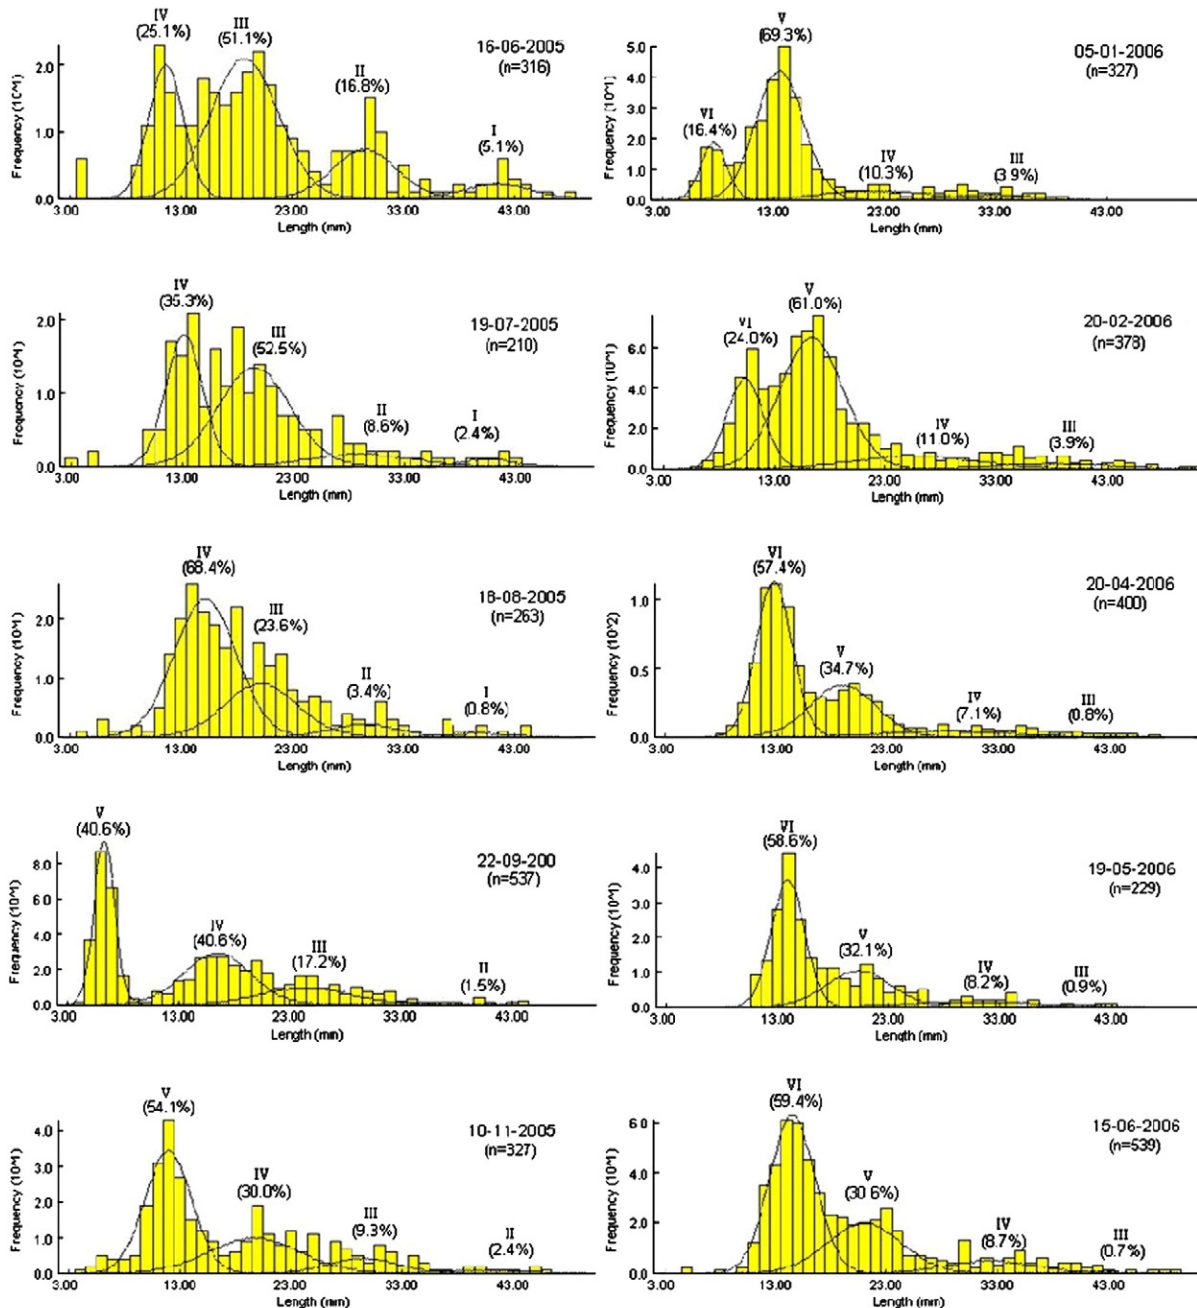 IV
(25.1%)
III
(51.1%)
II
(16.8%)
I
(5.1%)
16-06-2005
(n=316)
Frequency (10^1)
2.0
1.0
0.0
3.00 13.00 23.00 33.00 43.00
Length (mm)
V
(69.3%)
VI
(16.4%)
IV
(10.3%)
III
(3.9%)
05-01-2006
(n=327)
Frequency (10^1)
5.0
4.0
3.0
2.0
1.0
0.0
3.00 13.00 23.00 33.00 43.00
Length (mm)
IV
(35.3%)
III
(52.5%)
II
(8.6%)
I
(2.4%)
19-07-2005
(n=210)
Frequency (10^1)
2.0
1.0
0.0
3.00 13.00 23.00 33.00 43.00
Length (mm)
V
(61.0%)
VI
(24.0%)
IV
(11.0%)
III
(3.9%)
20-02-2006
(n=378)
Frequency (10^1)
6.0
4.0
2.0
0.0
3.00 13.00 23.00 33.00 43.00
Length (mm)
IV
(68.4%)
III
(23.6%)
II
(3.4%)
I
(0.8%)
18-08-2005
(n=263)
Frequency (10^1)
2.0
1.0
0.0
3.00 13.00 23.00 33.00 43.00
Length (mm)
VI
(57.4%)
V
(34.7%)
IV
(7.1%)
III
(0.8%)
20-04-2006
(n=400)
Frequency (10^2)
1.0
0.5
0.0
3.00 13.00 23.00 33.00 43.00
Length (mm)
V
(40.6%)
IV
(40.6%)
III
(17.2%)
II
(1.5%)
22-09-200
(n=537)
Frequency (10^1)
8.0
6.0
4.0
2.0
0.0
3.00 13.00 23.00 33.00 43.00
Length (mm)
VI
(58.6%)
V
(32.1%)
IV
(8.2%)
III
(0.9%)
19-05-2006
(n=229)
Frequency (10^1)
4.0
3.0
2.0
1.0
0.0
3.00 13.00 23.00 33.00 43.00
Length (mm)
V
(54.1%)
IV
(30.0%)
III
(9.3%)
II
(2.4%)
10-11-2005
(n=327)
Frequency (10^1)
4.0
3.0
2.0
1.0
0.0
3.00 13.00 23.00 33.00 43.00
Length (mm)
VI
(59.4%)
V
(30.6%)
IV
(8.7%)
III
(0.7%)
15-06-2006
(n=539)
Frequency (10^1)
6.0
4.0
2.0
0.0
3.00 13.00 23.00 33.00 43.00
Length (mm)